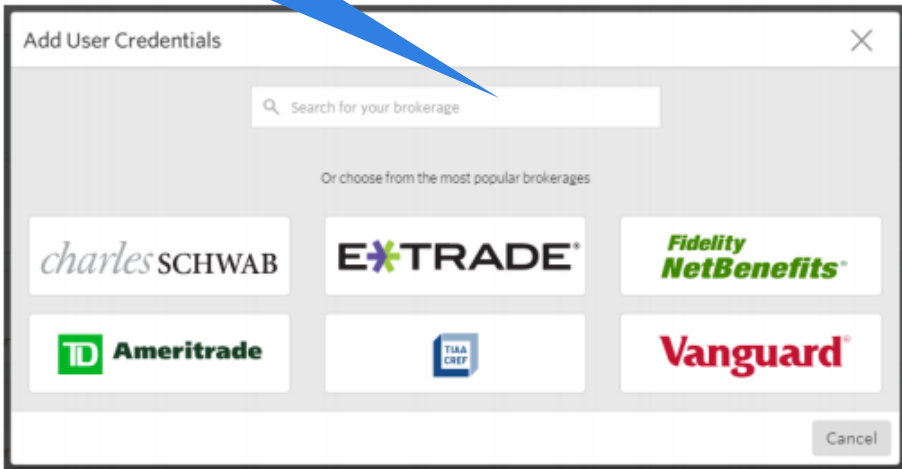 Add User Credentials
Search for your brokerage
Or choose from the most popular brokerages
charles SCHWAB
E*TRADE®
Fidelity
NetBenefits®
TD Ameritrade
TIAA
CREF
Vanguard®
Cancel